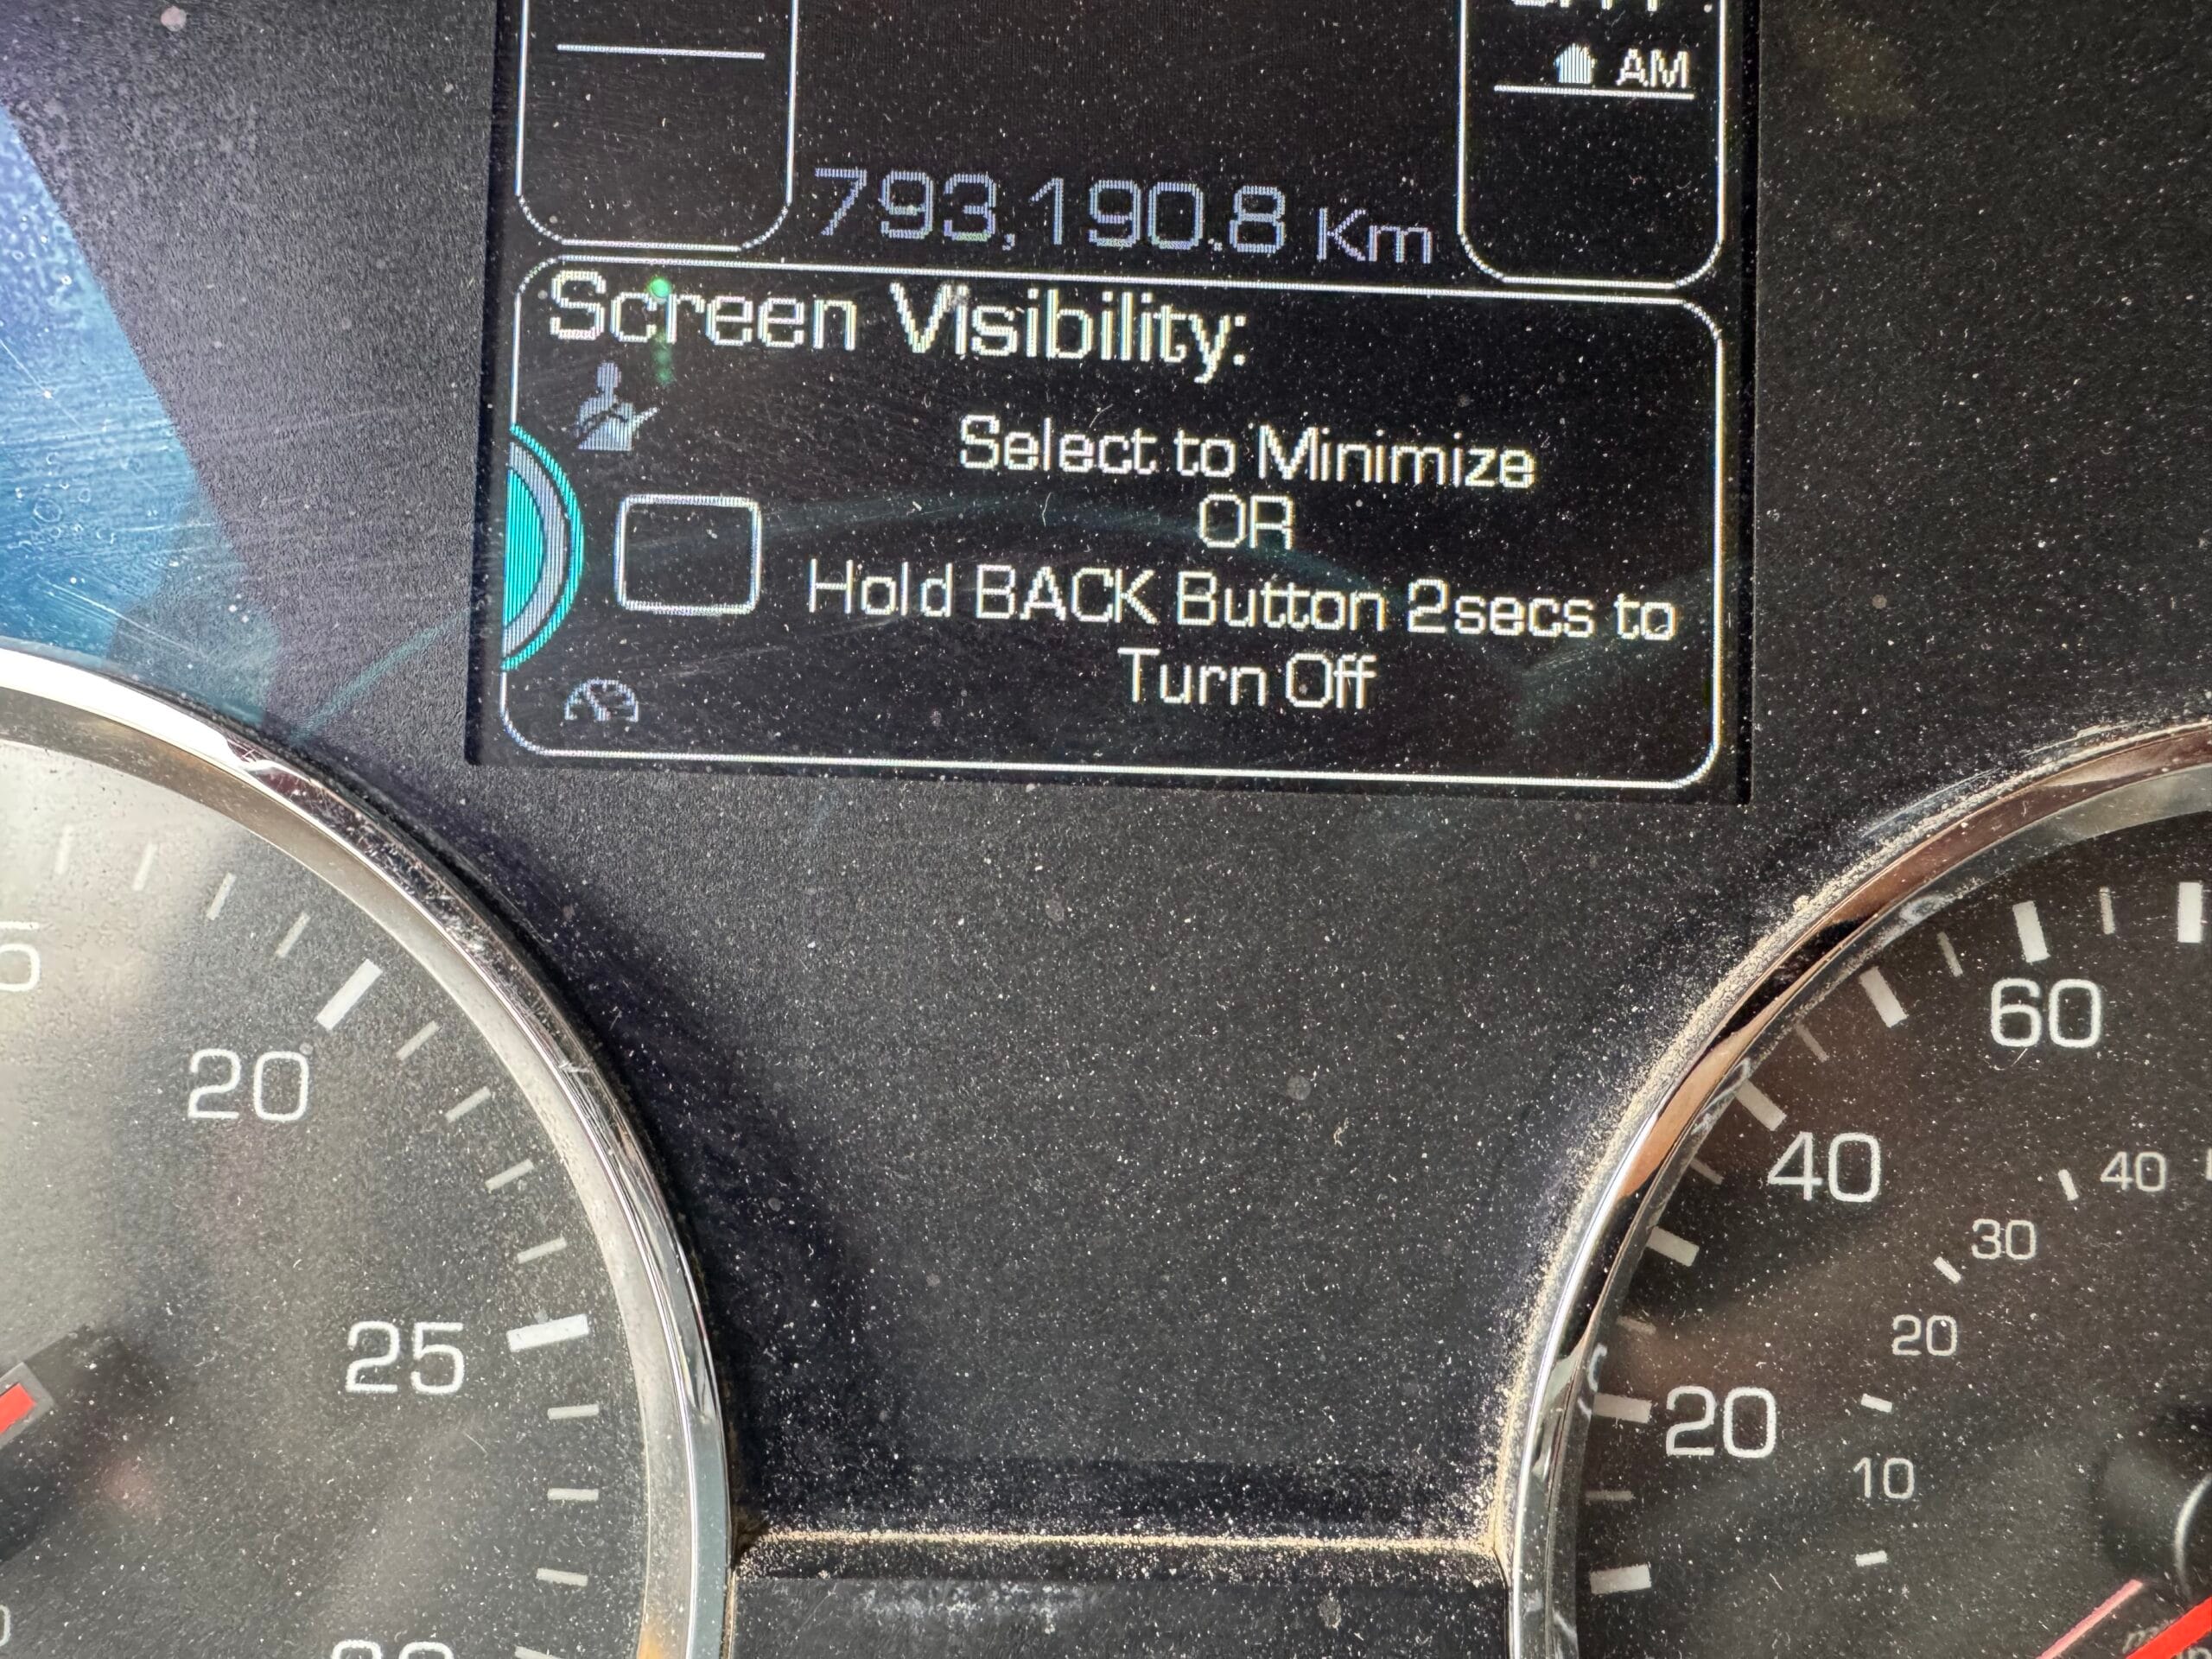 AM
793,190.8 Km
Screen Visibility:
Select to Minimize
OR
Hold BACK Button 2secs to
Turn Off
20
25
60
40
20
40
30
20
10